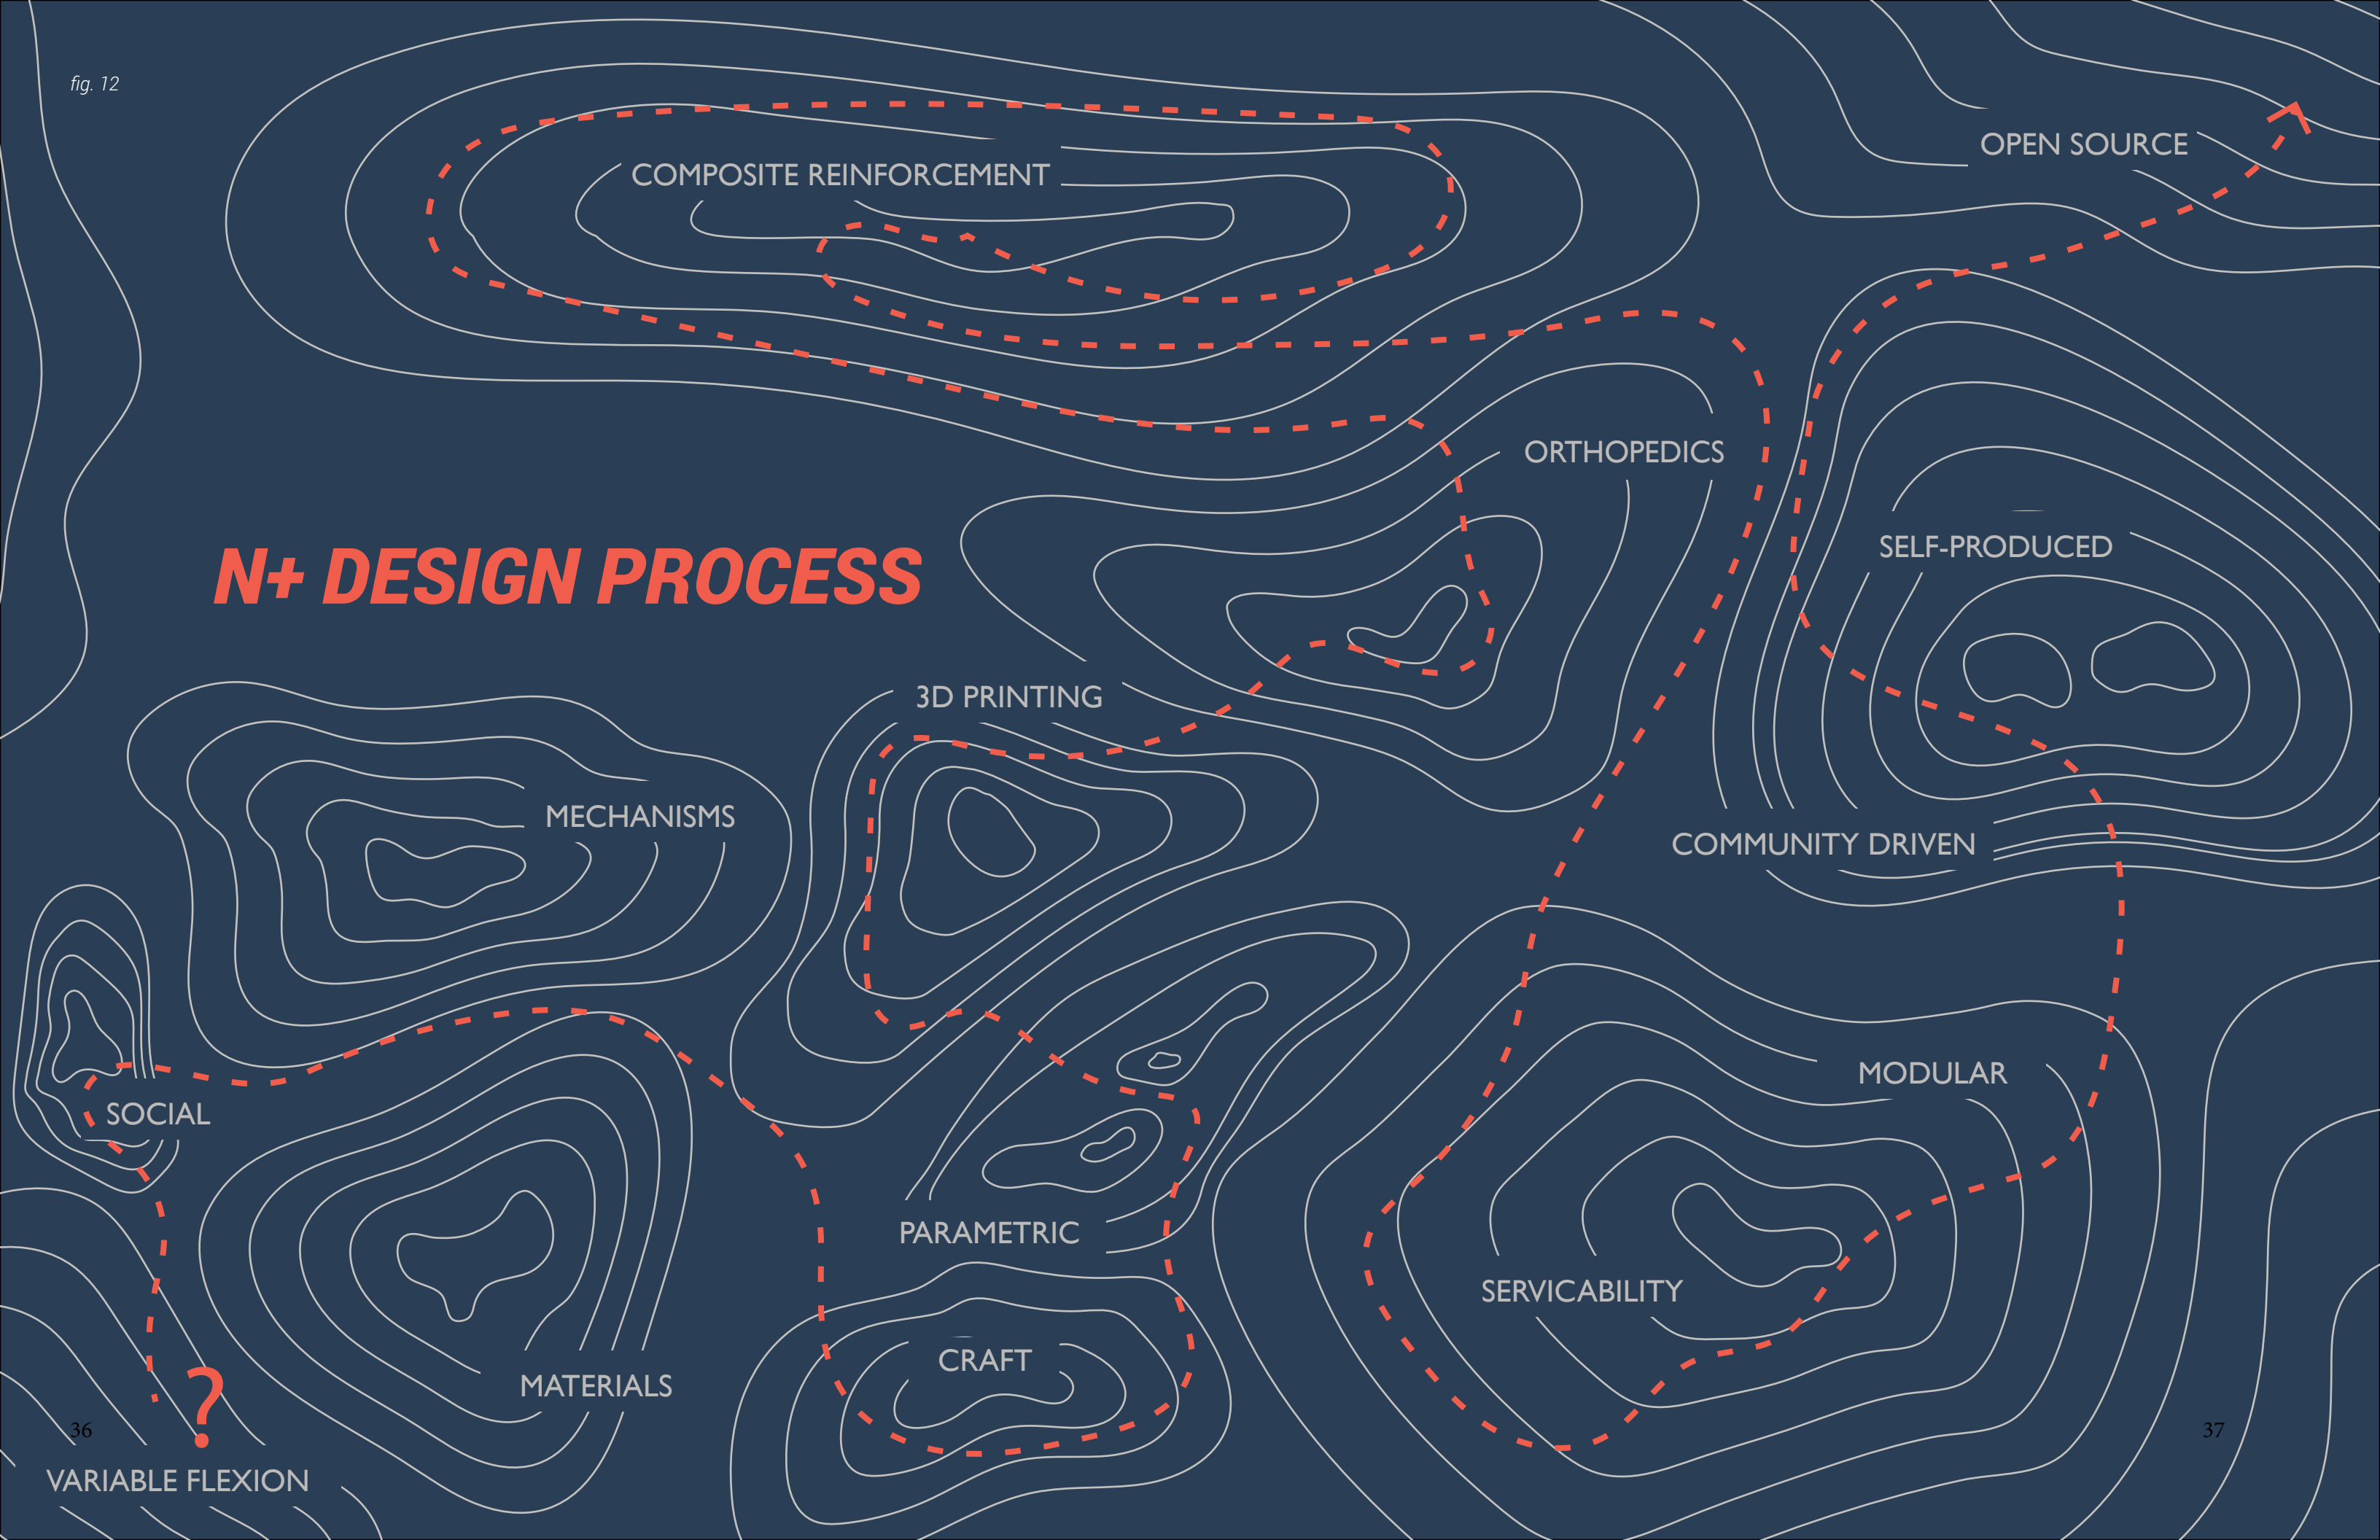 fig. 12
COMPOSITE REINFORCEMENT
OPEN SOURCE
ORTHOPEDICS
SELF-PRODUCED
N+ DESIGN PROCESS
3D PRINTING
MECHANISMS
COMMUNITY DRIVEN
MODULAR
SOCIAL
PARAMETRIC
SERVICABILITY
CRAFT
MATERIALS
?
36
37
VARIABLE FLEXION